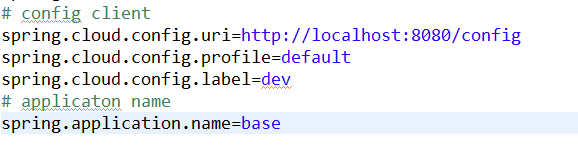 # config client
spring.cloud.config.uri=http://localhost:8080/config
spring.cloud.config.profile=default
spring.cloud.config.label=dev
# applicaton name
spring.application.name=base